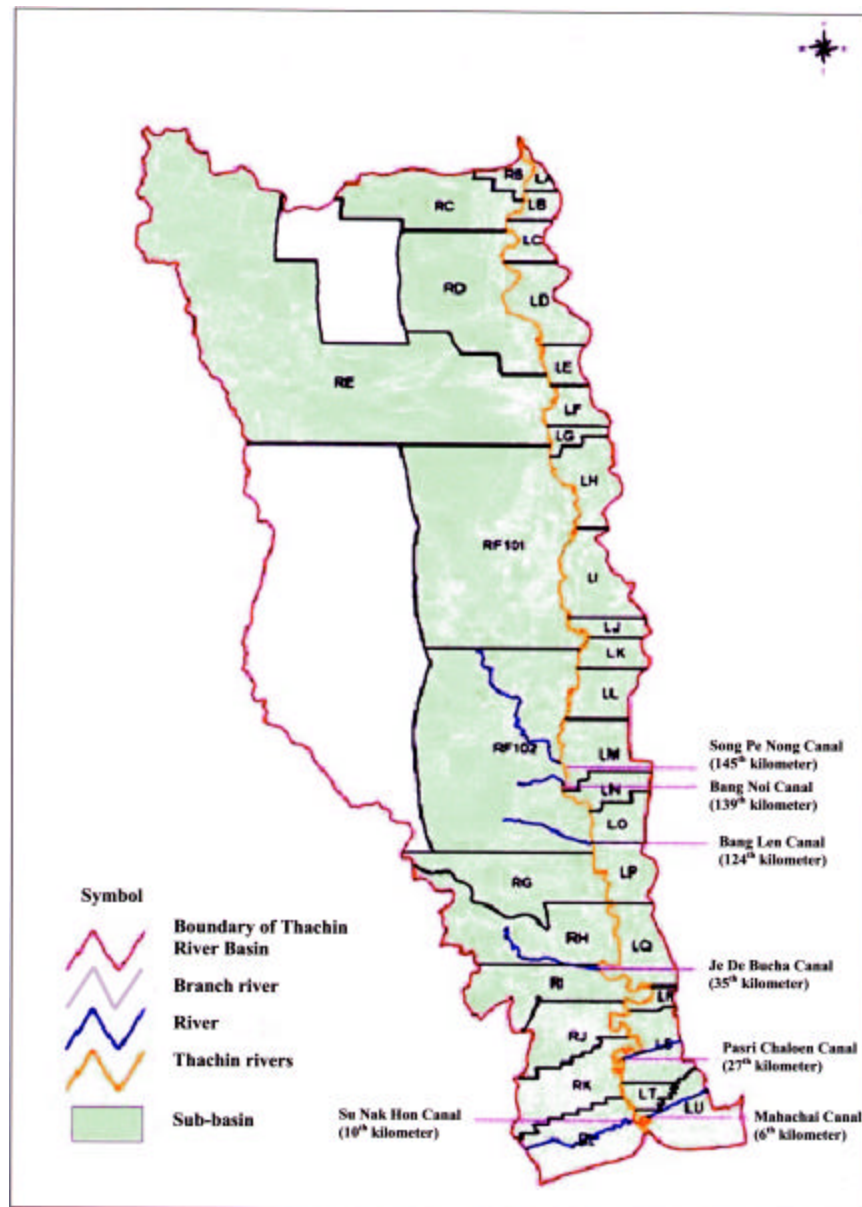 RB LA
LB
RC
LC
RD
LD
LE
RE
LF
LG
LH
RF101
LI
LJ
LK
LL
RF102
LM
Song Pe Nong Canal
(145th kilometer)
LN
Bang Noi Canal
(139th kilometer)
LO
Bang Len Canal
(124th kilometer)
LP
RG
Symbol
Boundary of Thachin
River Basin
Branch river
River
Thachin rivers
Sub-basin
RH
LQ
Je De Bucha Canal
(35th kilometer)
RI
LR
RJ
LS
Pasri Chaloen Canal
(27th kilometer)
RK
LT
LU
Su Nak Hon Canal
(10th kilometer)
Mahachai Canal
(6th kilometer)